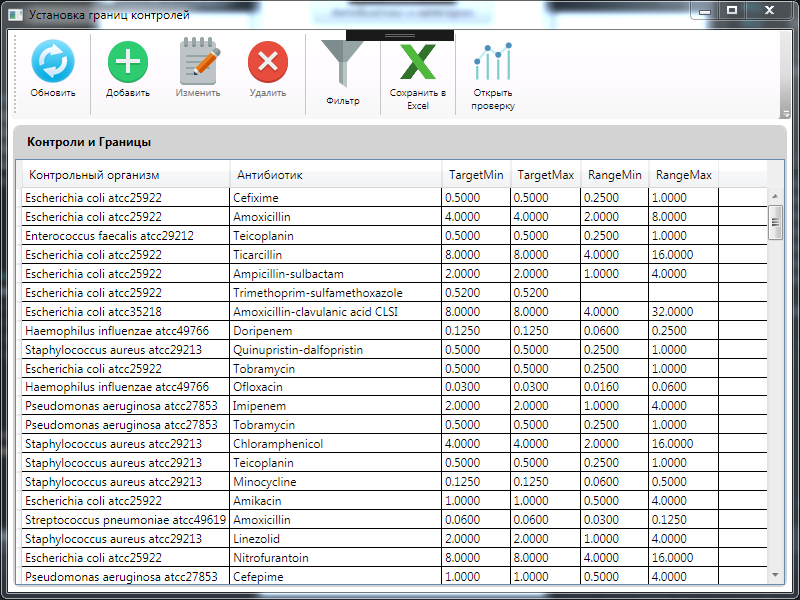 Установка границ контролей
Обновить
Добавить
Изменить
Удалить
Фильтр
Сохранить в
Excel
Открыть
проверку
Контроли и Границы
Контрольный организм Антибиотик TargetMin TargetMax RangeMin RangeMax
Escherichia coli atcc25922 Cefixime 0.5000 0.5000 0.2500 1.0000
Escherichia coli atcc25922 Amoxicillin 4.0000 4.0000 2.0000 8.0000
Enterococcus faecalis atcc29212 Teicoplanin 0.5000 0.5000 0.2500 1.0000
Escherichia coli atcc25922 Ticarcillin 8.0000 8.0000 4.0000 16.0000
Escherichia coli atcc25922 Ampicillin-sulbactam 2.0000 2.0000 1.0000 4.0000
Escherichia coli atcc25922 Trimethoprim-sulfamethoxazole 0.5200 0.5200
Escherichia coli atcc35218 Amoxicillin-clavulanic acid CLSI 8.0000 8.0000 4.0000 32.0000
Haemophilus influenzae atcc49766 Doripenem 0.1250 0.1250 0.0600 0.2500
Staphylococcus aureus atcc29213 Quinupristin-dalfopristin 0.5000 0.5000 0.2500 1.0000
Escherichia coli atcc25922 Tobramycin 0.5000 0.5000 0.2500 1.0000
Haemophilus influenzae atcc49766 Ofloxacin 0.0300 0.0300 0.0160 0.0600
Pseudomonas aeruginosa atcc27853 Imipenem 2.0000 2.0000 1.0000 4.0000
Pseudomonas aeruginosa atcc27853 Tobramycin 0.5000 0.5000 0.2500 1.0000
Staphylococcus aureus atcc29213 Chloramphenicol 4.0000 4.0000 2.0000 16.0000
Staphylococcus aureus atcc29213 Teicoplanin 0.5000 0.5000 0.2500 1.0000
Staphylococcus aureus atcc29213 Minocycline 0.1250 0.1250 0.0600 0.5000
Escherichia coli atcc25922 Amikacin 1.0000 1.0000 0.5000 4.0000
Streptococcus pneumoniae atcc49619 Amoxicillin 0.0600 0.0600 0.0300 0.1250
Staphylococcus aureus atcc29213 Linezolid 2.0000 2.0000 1.0000 4.0000
Escherichia coli atcc25922 Nitrofurantoin 8.0000 8.0000 4.0000 16.0000
Pseudomonas aeruginosa atcc27853 Cefepime 1.0000 1.0000 0.5000 4.0000